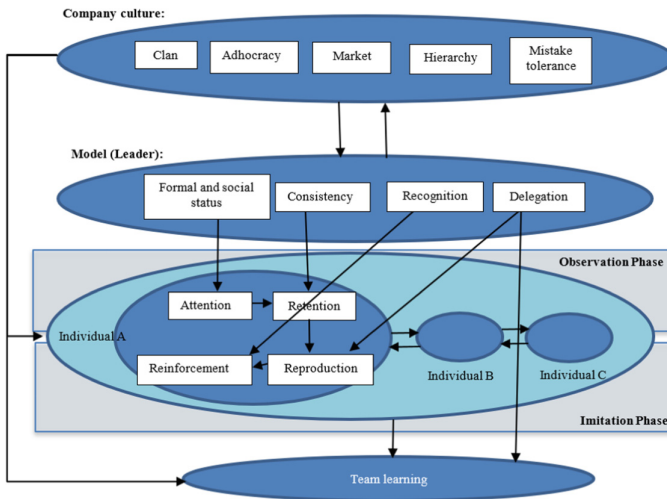 Company culture:
Clan
Adhocracy
Market
Hierarchy
Mistake
tolerance
Model (Leader):
Formal and social
status
Consistency
Recognition
Delegation
Observation Phase
Attention
Retention
Individual A
Reinforcement
Reproduction
Individual B
Individual C
Imitation Phase
Team learning